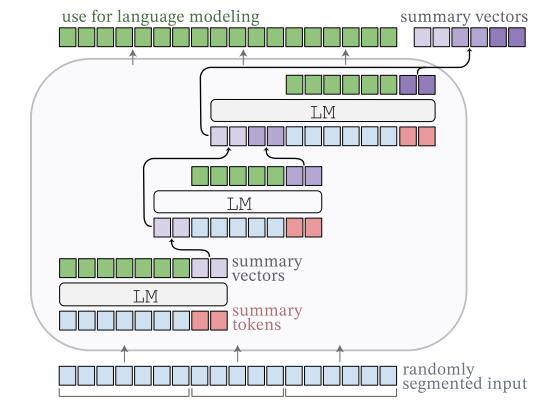 use for language modeling
summary vectors
LM
LM
summary
vectors
LM
summary
tokens
randomly
segmented input